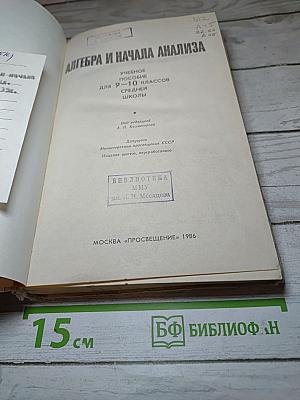 АЛГЕБРА И НАЧАЛА АНАЛИЗА
УЧЕБНОЕ
ПОСОБИЕ
ДЛЯ 9—10 КЛАССОВ
СРЕДНЕЙ
ШКОЛЫ
Под редакцией
А. Н. Колмогорова
Допущено
Министерством просвещения СССР
Издание шестое, переработанное
БИБЛИОТЕКА
ММУ
МОСКВА «ПРОСВЕЩЕНИЕ» 1986
15 см
БФ БИБЛИОФАН